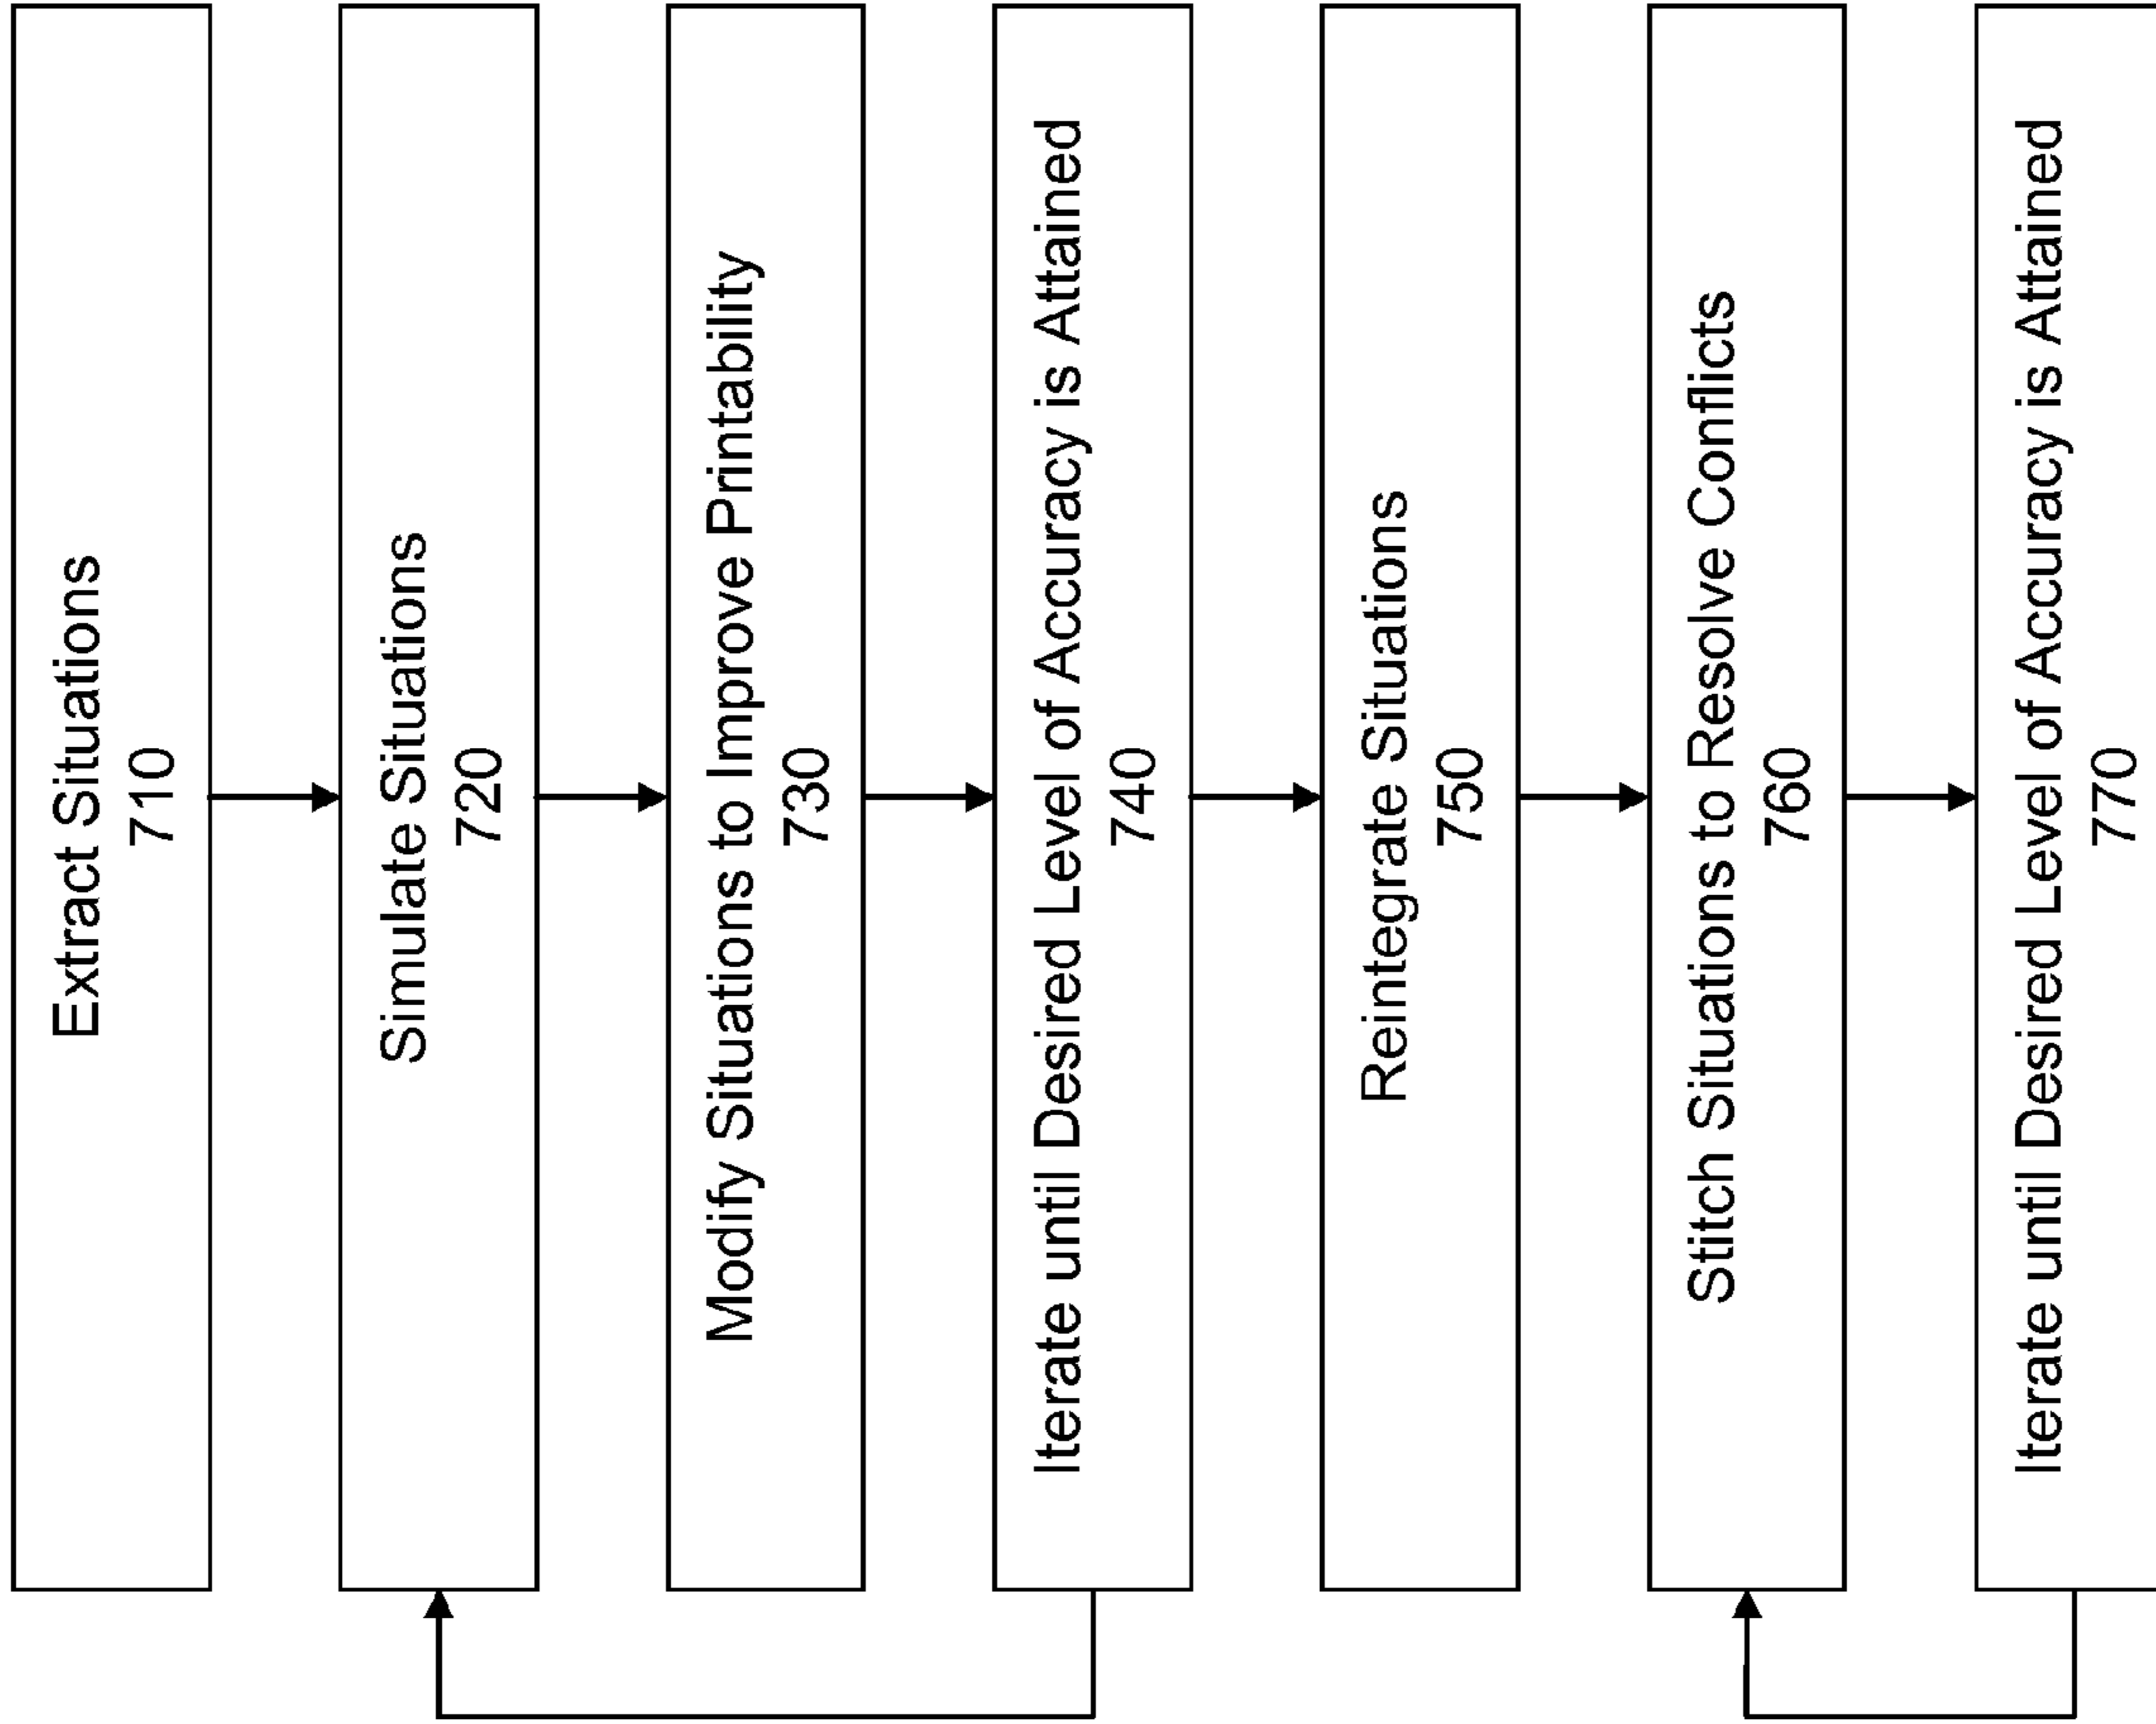 Extract Situations
710
Simulate Situations
720
Modify Situations to Improve Printability
730
Iterate until Desired Level of Accuracy is Attained
740
Reintegrate Situations
750
Stitch Situations to Resolve Conflicts
760
Iterate until Desired Level of Accuracy is Attained
770